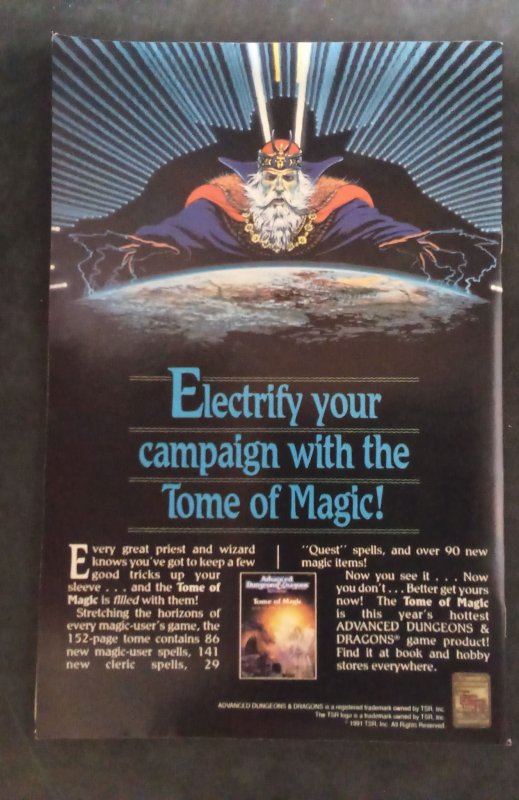 Electrify your
campaign with the
Tome of Magic!
Every great priest and wizard
knows you've got to keep a few
good tricks up your
sleeve . . . and the Tome of
Magic is filled with them!
Stretching the horizons of
every magic-user's game, the
152-page tome contains 86
new magic-user spells, 141
new cleric spells, 29
"Quest" spells, and over 90 new
magic items!
Now you see it . . . Now
you don't . . . Better get yours
now! The Tome of Magic
is this year's hottest
ADVANCED DUNGEONS &
DRAGONS® game product!
Find it at book and hobby
stores everywhere.
Advanced
Dungeons & Dragons
Tome of Magic
ADVANCED DUNGEONS & DRAGONS is a registered trademark owned by TSR, Inc.
The TSR logo is a trademark owned by TSR, Inc.
©1991 TSR, Inc. All Rights Reserved.